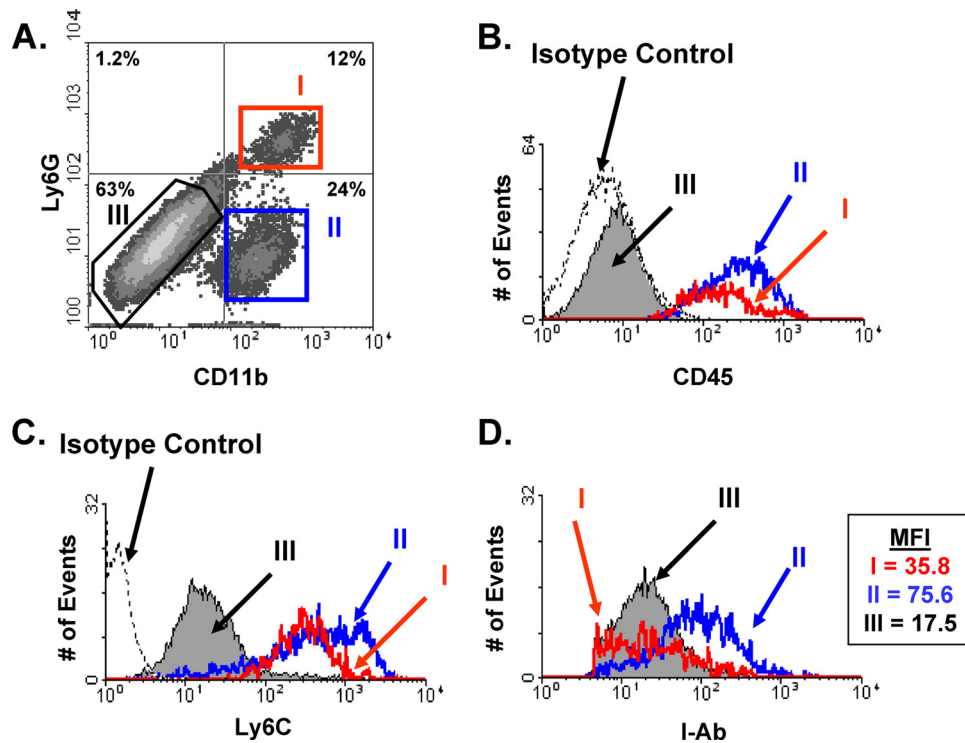 A.
104
103
102
101
100
Ly6G
1.2%
12%
63%
24%
I
II
III
10⁰ 10¹ 10² 10³ 10⁴
CD11b
B.
Isotype Control
64
0
# of Events
III
II
I
10⁰ 10¹ 10² 10³ 10⁴
CD45
C.
Isotype Control
32
0
# of Events
III
II
I
10⁰ 10¹ 10² 10³ 10⁴
Ly6C
D.
32
0
# of Events
I
III
II
10⁰ 10¹ 10² 10³ 10⁴
I-Ab
MFI
I = 35.8
II = 75.6
III = 17.5